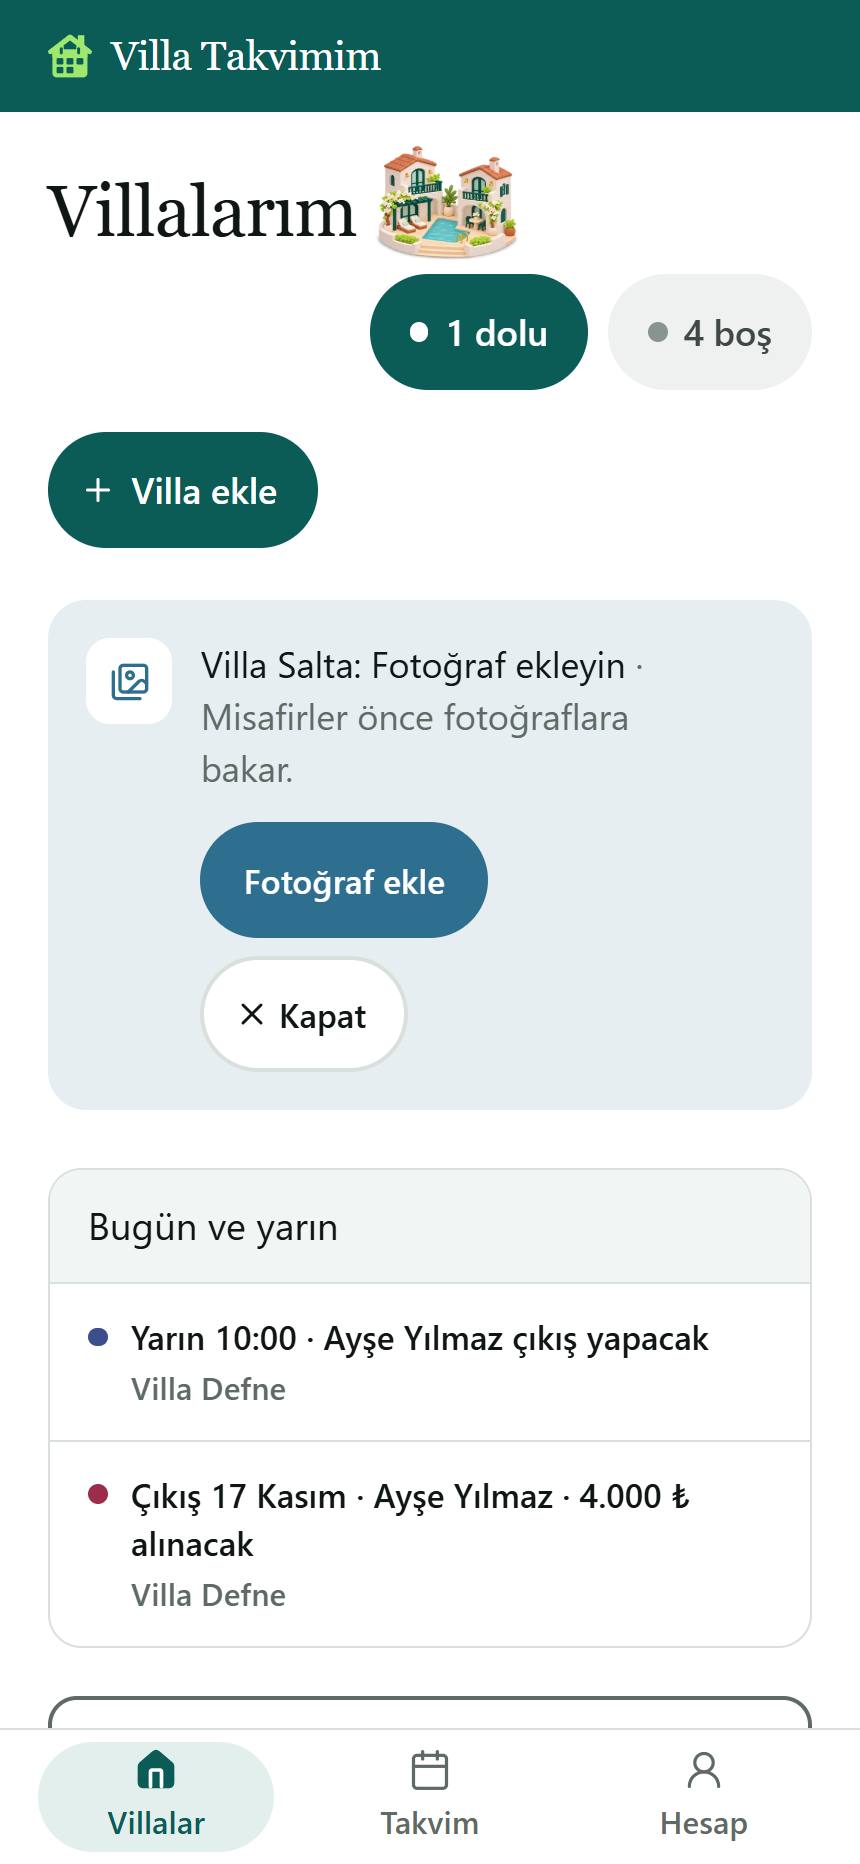 Villa Takvimim
Villalarım
1 dolu
4 boş
+ Villa ekle
Villa Salta: Fotoğraf ekleyin ·
Misafirler önce fotoğraflara
bakar.
Fotoğraf ekle
Kapat
Bugün ve yarın
Yarın 10:00 · Ayşe Yılmaz çıkış yapacak
Villa Defne
Çıkış 17 Kasım · Ayşe Yılmaz · 4.000 ₺
alınacak
Villa Defne
Villalar
Takvim
Hesap